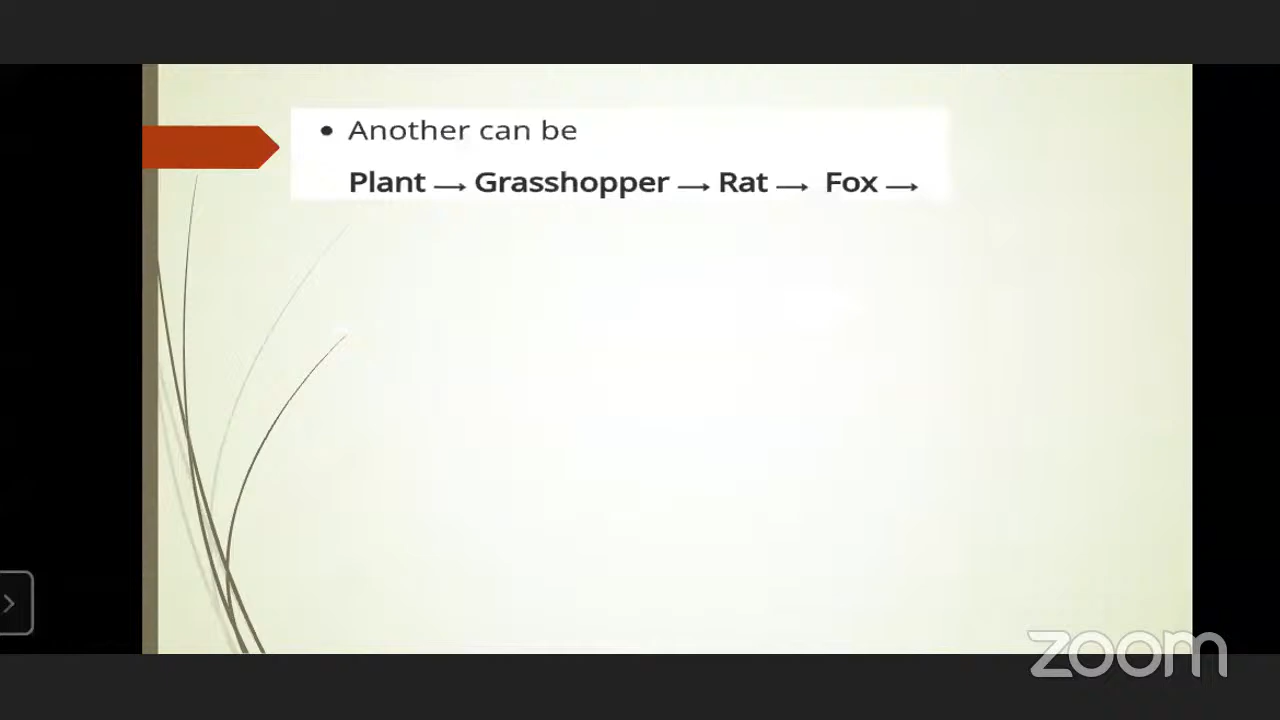 • Another can be
Plant → Grasshopper → Rat → Fox →
zoom